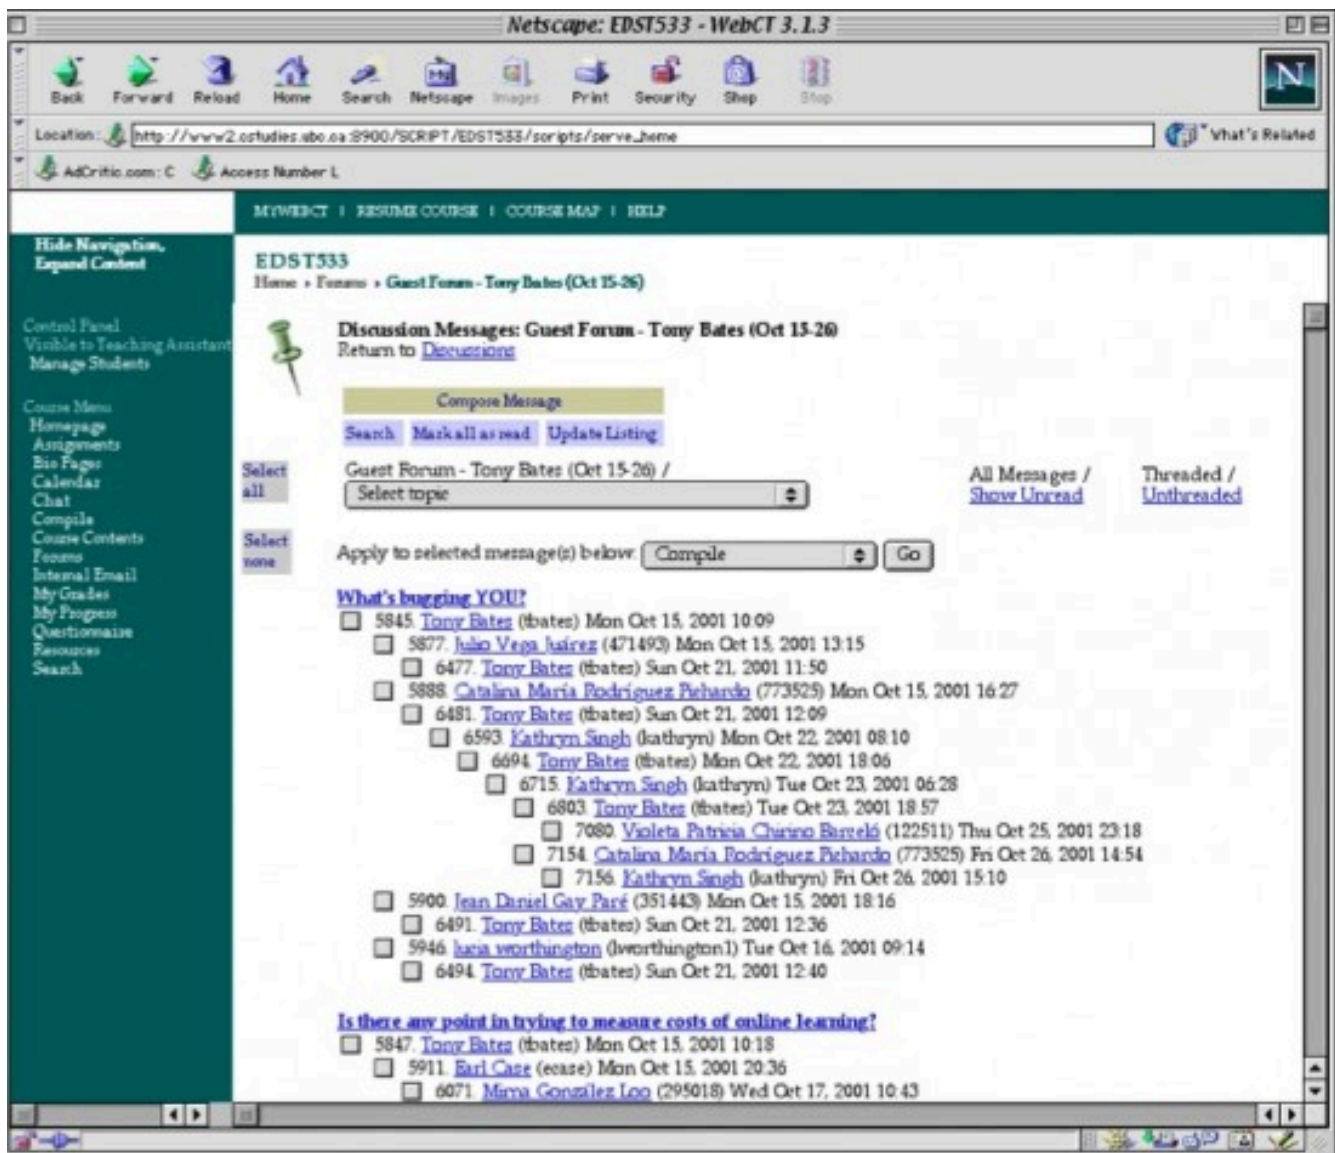 Netscape: EDST533 - WebCT 3.1.3
Back Forward Reload Home Search Netscape Images Print Security Shop Stop
Location: http://www2.cstudies.ubc.ca:8900/SCRIPT/EDST533/scripts/serve_home What's Related
AdCritic.com: C Access Number L
MYWEBCT | RESUME COURSE | COURSE MAP | HELP
Hide Navigation,
Expand Content
Control Panel
Visible to Teaching Assistant
Manage Students
Course Menu
Homepage
Assignments
Bio Pages
Calendar
Chat
Compile
Course Contents
Forums
Internal Email
My Grades
My Progress
Questionnaire
Resources
Search
EDST533
Home › Forums › Guest Forum - Tony Bates (Oct 15-26)
Discussion Messages: Guest Forum - Tony Bates (Oct 15-26)
Return to Discussions
Compose Message
Search Mark all as read Update Listing
Select all
Guest Forum - Tony Bates (Oct 15-26) / All Messages / Threaded /
Select topic Show Unread Unthreaded
Select none
Apply to selected message(s) below: Compile Go
What's bugging YOU?
5845. Tony Bates (tbates) Mon Oct 15, 2001 10:09
5877. Julio Vega Juárez (471493) Mon Oct 15, 2001 13:15
6477. Tony Bates (tbates) Sun Oct 21, 2001 11:50
5888. Catalina María Rodríguez Pichardo (773525) Mon Oct 15, 2001 16:27
6481. Tony Bates (tbates) Sun Oct 21, 2001 12:09
6593. Kathryn Singh (kathryn) Mon Oct 22, 2001 08:10
6694. Tony Bates (tbates) Mon Oct 22, 2001 18:06
6715. Kathryn Singh (kathryn) Tue Oct 23, 2001 06:28
6803. Tony Bates (tbates) Tue Oct 23, 2001 18:57
7080. Violeta Patricia Chirino Barceló (122511) Thu Oct 25, 2001 23:18
7154. Catalina María Rodríguez Pichardo (773525) Fri Oct 26, 2001 14:54
7156. Kathryn Singh (kathryn) Fri Oct 26, 2001 15:10
5900. Jean Daniel Gay Paré (351443) Mon Oct 15, 2001 18:16
6491. Tony Bates (tbates) Sun Oct 21, 2001 12:36
5946. lucia worthington (lworthington1) Tue Oct 16, 2001 09:14
6494. Tony Bates (tbates) Sun Oct 21, 2001 12:40
Is there any point in trying to measure costs of online learning?
5847. Tony Bates (tbates) Mon Oct 15, 2001 10:18
5911. Earl Case (ecase) Mon Oct 15, 2001 20:36
6071. Mirna González Loo (295018) Wed Oct 17, 2001 10:43